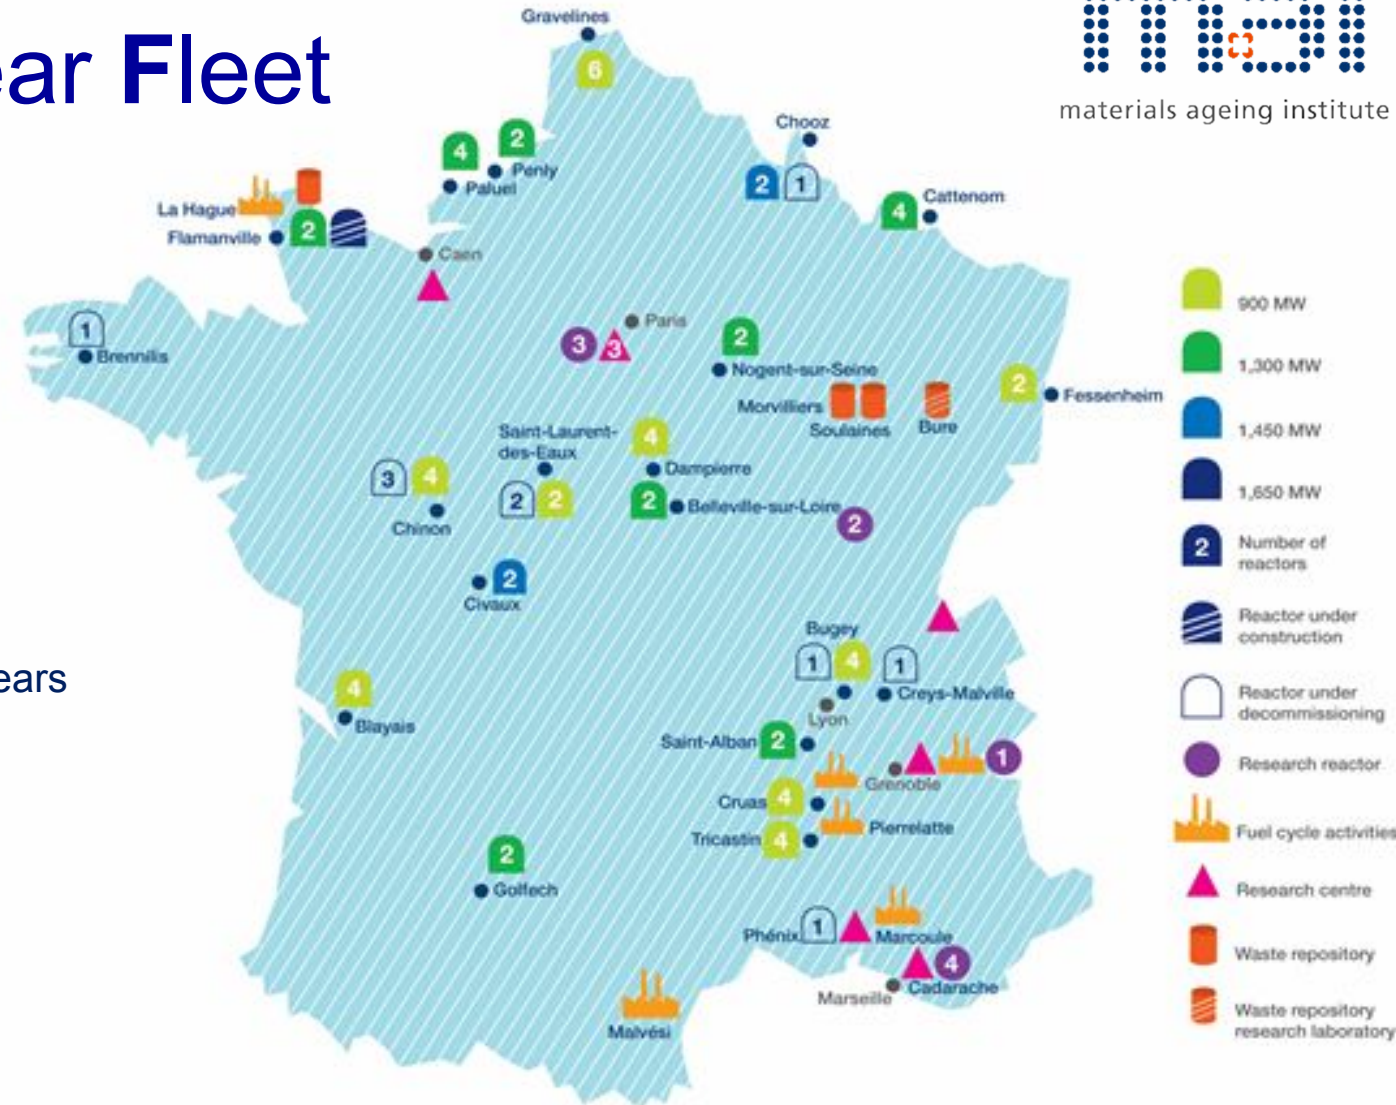 ear Fleet
mai
materials ageing institute
Gravelines
6
Chooz
2
1
4
2
Penly
Paluel
Cattenom
4
La Hague
Flamanville
2
Caen
1
Brennilis
Paris
3
3
2
Nogent-sur-Seine
2
Fessenheim
Morvilliers
Soulaines
Bure
Saint-Laurent-
des-Eaux
4
Dampierre
3
4
Chinon
2
2
2
Belleville-sur-Loire
2
2
Civaux
Bugey
1
4
1
Creys-Malville
Lyon
ears
4
Blayais
Saint-Alban
2
Grenoble
1
Cruas
4
Tricastin
4
Pierrelatte
2
Golfech
Phénix
1
Marcoule
4
Cadarache
Marseille
Malvési
900 MW
1,300 MW
1,450 MW
1,650 MW
2
Number of
reactors
Reactor under
construction
Reactor under
decommissioning
Research reactor
Fuel cycle activities
Research centre
Waste repository
Waste repository
research laboratory